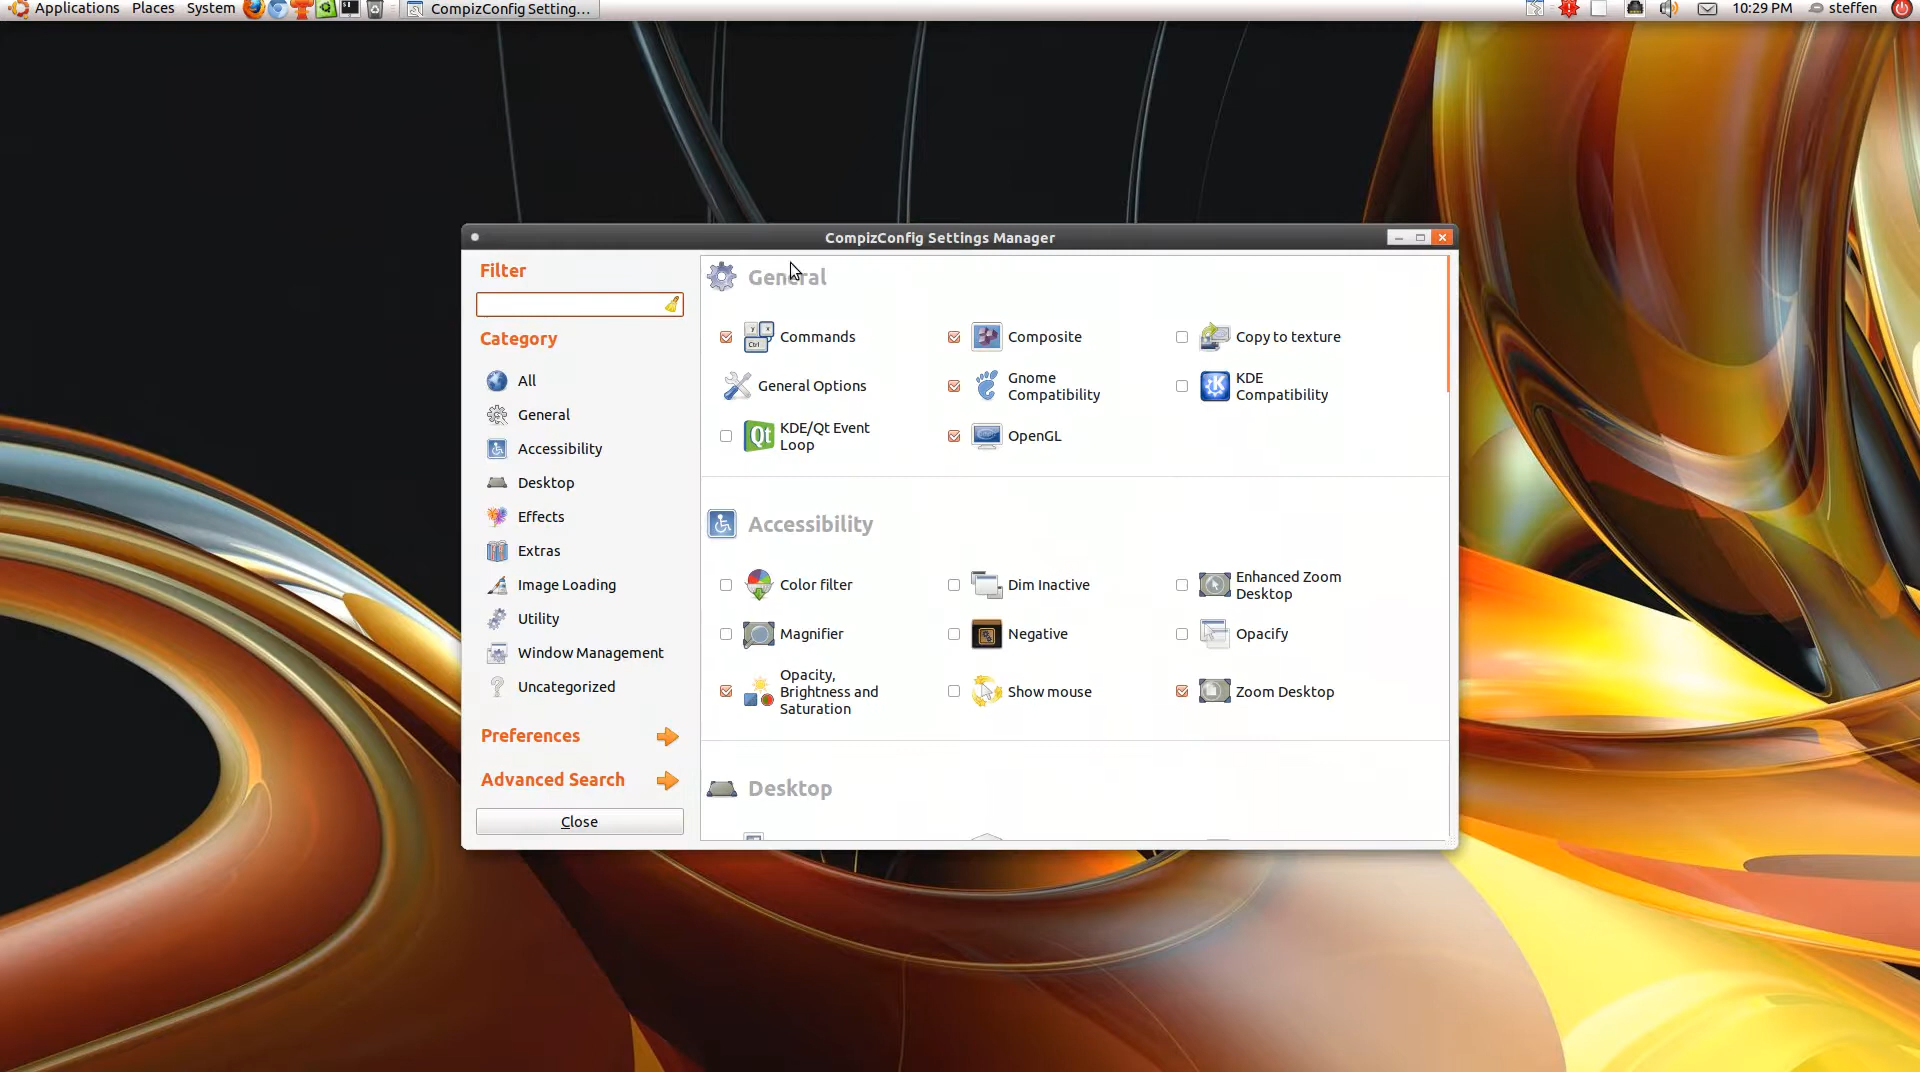 Applications Places System CompizConfig Setting... 10:29 PM steffen
CompizConfig Settings Manager
Filter
Category
All
General
Accessibility
Desktop
Effects
Extras
Image Loading
Utility
Window Management
Uncategorized
Preferences
Advanced Search
Close
General
Commands
Composite
Copy to texture
General Options
Gnome
Compatibility
KDE
Compatibility
Qt
KDE/Qt Event
Loop
OpenGL
Accessibility
Color filter
Dim Inactive
Enhanced Zoom
Desktop
Magnifier
Negative
Opacify
Opacity,
Brightness and
Saturation
Show mouse
Zoom Desktop
Desktop